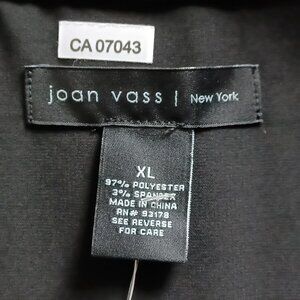 CA 07043
joan vass | New York
XL
97% POLYESTER
3% SPANDEX
MADE IN CHINA
RN# 93178
SEE REVERSE
FOR CARE